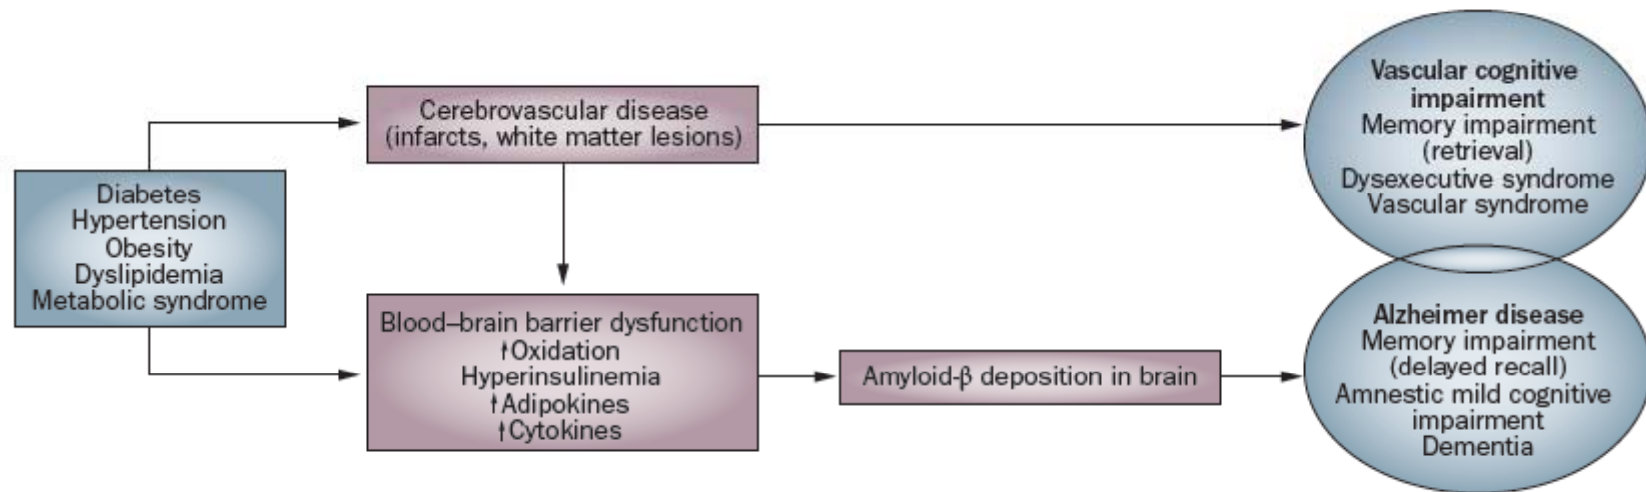 Diabetes
Hypertension
Obesity
Dyslipidemia
Metabolic syndrome
Cerebrovascular disease
(infarcts, white matter lesions)
Blood–brain barrier dysfunction
↑Oxidation
Hyperinsulinemia
↑Adipokines
↑Cytokines
Amyloid-β deposition in brain
Vascular cognitive
impairment
Memory impairment
(retrieval)
Dysexecutive syndrome
Vascular syndrome
Alzheimer disease
Memory impairment
(delayed recall)
Amnestic mild cognitive
impairment
Dementia